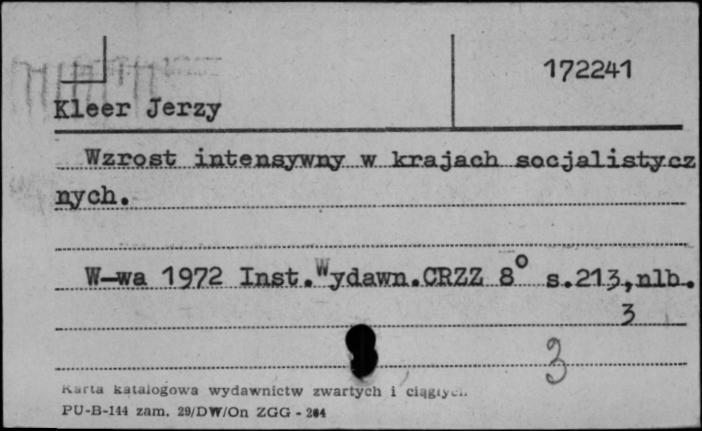 172241
Kleer Jerzy
Wzrost intensywny w krajach socjalistycz
nych.
W-wa 1972 Inst.Wydawn.CRZZ 8° s.213,nlb.
3
3
Karta katalogowa wydawnictw zwartych i ciągłych.
PU-B-144 zam. 29/DW/On ZGG - 264